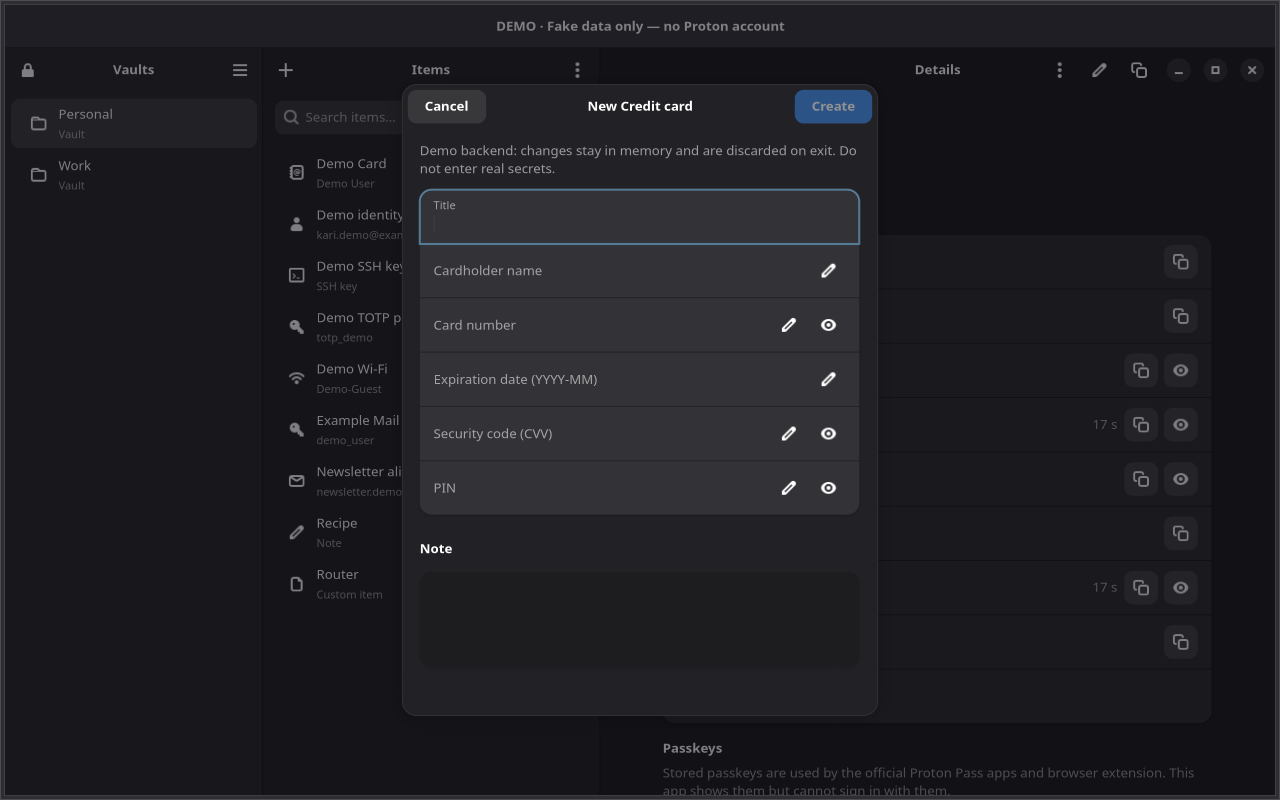 DEMO · Fake data only — no Proton account
Vaults
Items
Details
Personal
Vault
Work
Vault
Search items...
Demo Card
Demo User
Demo identity
kari.demo@exam
Demo SSH key
SSH key
Demo TOTP p
totp_demo
Demo Wi-Fi
Demo-Guest
Example Mail
demo_user
Newsletter ali
newsletter.demo
Recipe
Note
Router
Custom item
Cancel
New Credit card
Create
Demo backend: changes stay in memory and are discarded on exit. Do
not enter real secrets.
Title
Cardholder name
Card number
Expiration date (YYYY-MM)
Security code (CVV)
PIN
Note
17 s
17 s
Passkeys
Stored passkeys are used by the official Proton Pass apps and browser extension. This
app shows them but cannot sign in with them.